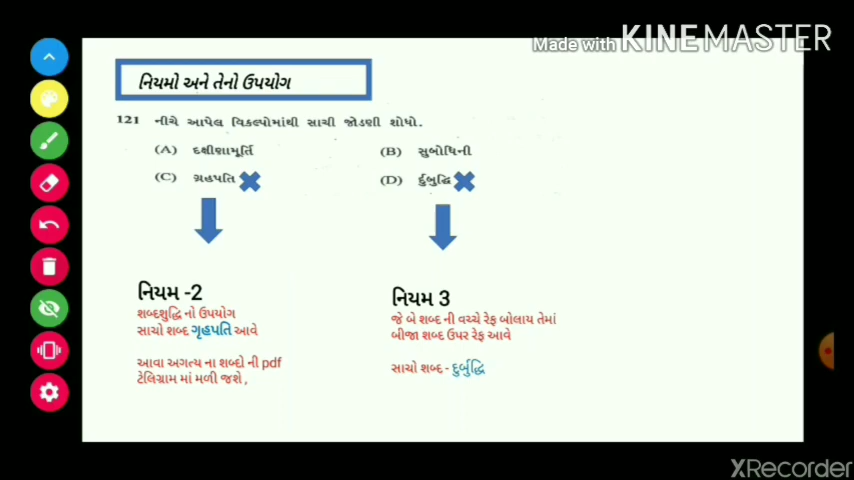 Made with KINEMASTER
નિયમો અને તેનો ઉપયોગ
121 નીચે આપેલ વિકલ્પોમાંથી સાચી જોડણી શોધો.
(A) દક્ષીણામૂર્તિ (B) સુબોધિની
(C) ગ્રહપતિ (D) ર્દુબુદ્ધિ
નિયમ -2
શબ્દશુદ્ધિ નો ઉપયોગ
સાચો શબ્દ ગૃહપતિ આવે
આવા અગત્ય ના શબ્દો ની pdf
ટેલિગ્રામ માં મળી જશે ,
નિયમ 3
જે બે શબ્દ ની વચ્ચે રેફ બોલાય તેમાં
બીજા શબ્દ ઉપર રેફ આવે
સાચો શબ્દ - દુર્બુદ્ધિ
XRecorder